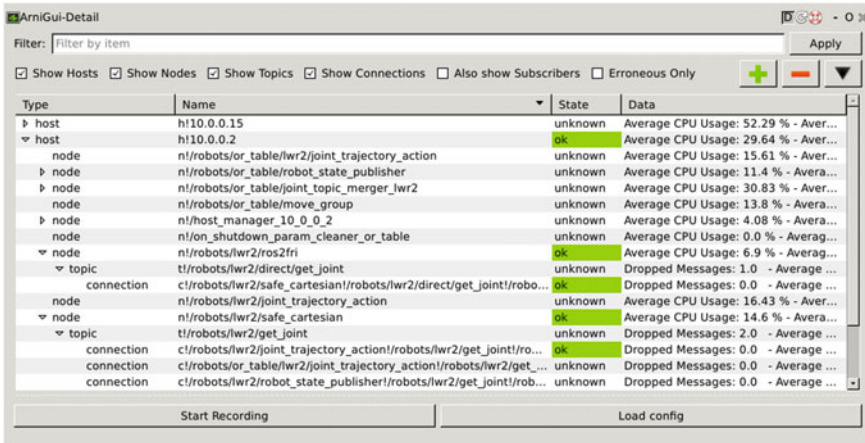 ArniGui-Detail
Filter: Filter by item Apply
Show Hosts Show Nodes Show Topics Show Connections Also show Subscribers Erroneous Only
Type Name State Data
host h!10.0.0.15 unknown Average CPU Usage: 52.29 % - Aver...
host h!10.0.0.2 ok Average CPU Usage: 29.64 % - Aver...
node n!/robots/or_table/lwr2/joint_trajectory_action unknown Average CPU Usage: 15.61 % - Aver...
node n!/robots/or_table/robot_state_publisher unknown Average CPU Usage: 11.4 % - Avera...
node n!/robots/or_table/joint_topic_merger_lwr2 unknown Average CPU Usage: 30.83 % - Avera...
node n!/robots/or_table/move_group unknown Average CPU Usage: 13.8 % - Avera...
node n!/host_manager_10_0_0_2 unknown Average CPU Usage: 4.08 % - Avera...
node n!/on_shutdown_param_cleaner_or_table unknown Average CPU Usage: 0.0 % - Averag...
node n!/robots/lwr2/ros2fri ok Average CPU Usage: 6.9 % - Averag...
topic t!/robots/lwr2/direct/get_joint unknown Dropped Messages: 1.0 - Average ...
connection c!/robots/lwr2/safe_cartesian!/robots/lwr2/direct/get_joint!/robo... ok Dropped Messages: 0.0 - Average ...
node n!/robots/lwr2/joint_trajectory_action unknown Average CPU Usage: 16.43 % - Aver...
node n!/robots/lwr2/safe_cartesian ok Average CPU Usage: 14.6 % - Avera...
topic t!/robots/lwr2/get_joint unknown Dropped Messages: 2.0 - Average ...
connection c!/robots/lwr2/joint_trajectory_action!/robots/lwr2/get_joint!/ro... ok Dropped Messages: 0.0 - Average ...
connection c!/robots/or_table/lwr2/joint_trajectory_action!/robots/lwr2/get_... unknown Dropped Messages: 0.0 - Average ...
connection c!/robots/lwr2/robot_state_publisher!/robots/lwr2/get_joint!/rob... unknown Dropped Messages: 0.0 - Average ...
Start Recording Load config